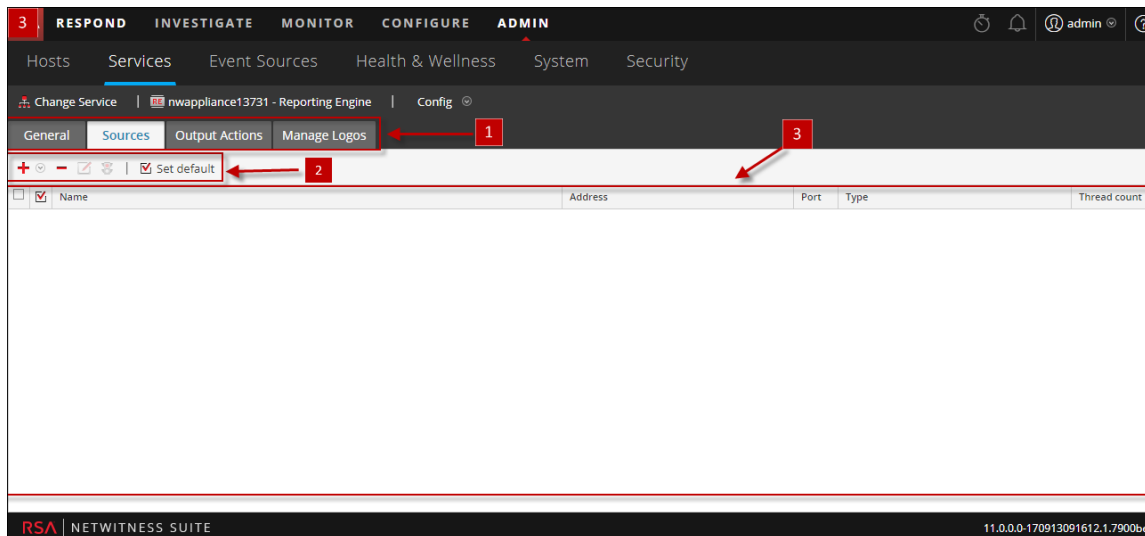 3 RESPOND INVESTIGATE MONITOR CONFIGURE ADMIN admin
Hosts Services Event Sources Health & Wellness System Security
Change Service | RE nwappliance13731 - Reporting Engine | Config
General Sources Output Actions Manage Logos 1 3
Set default 2
Name Address Port Type Thread count
RSA NETWITNESS SUITE 11.0.0.0-170913091612.1.7900